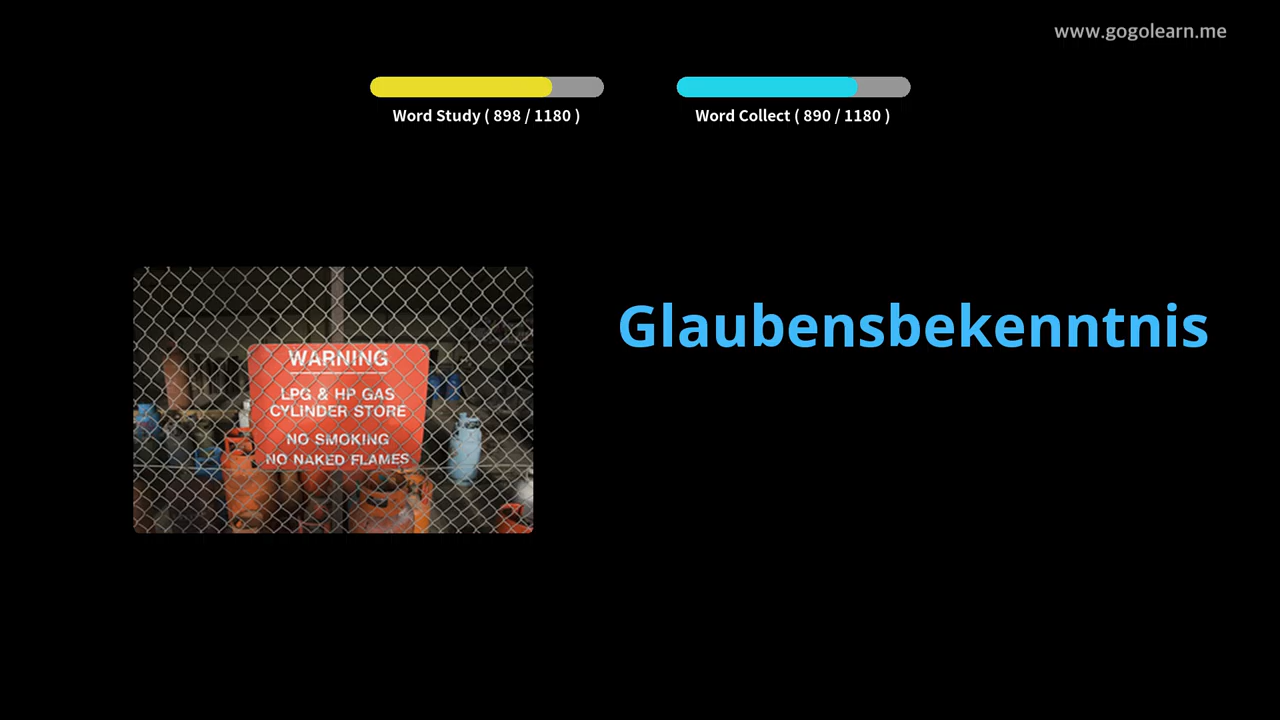 www.gogolearn.me
Word Study ( 898 / 1180 )
Word Collect ( 890 / 1180 )
Glaubensbekenntnis
WARNING
LPG & HP GAS
CYLINDER STORE
NO SMOKING
NO NAKED FLAMES